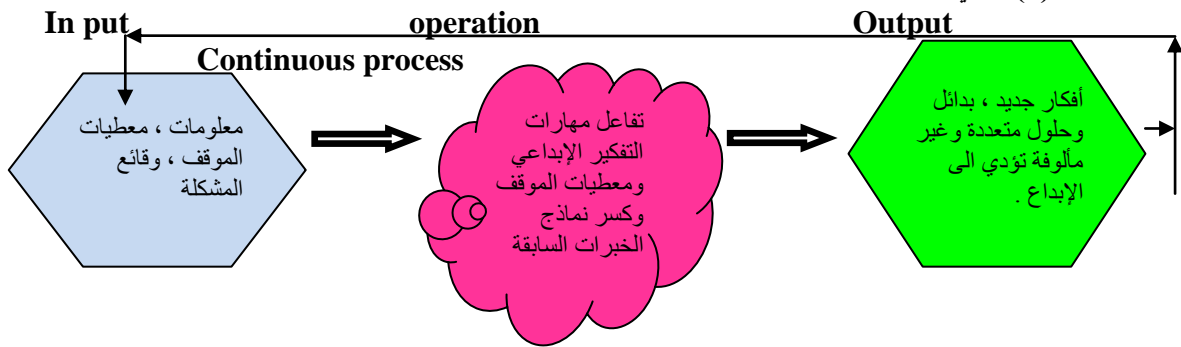 In put operation Output
Continuous process
معلومات ، معطيات
الموقف ، وقائع
المشكلة
تفاعل مهارات
التفكير الإبداعي
ومعطيات الموقف
وكسر نماذج
الخبرات السابقة
أفكار جديد ، بدائل
وحلول متعددة وغير
مألوفة تؤدي الى
الإبداع .